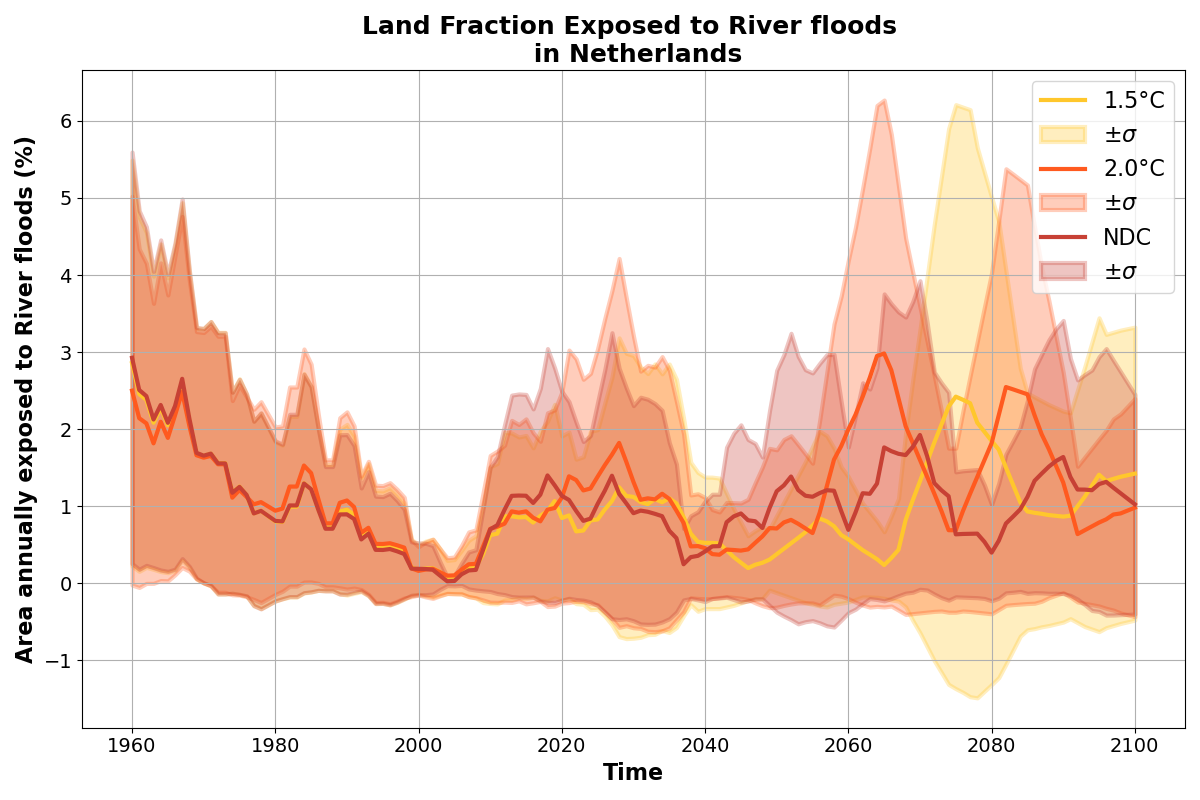 Land Fraction Exposed to River floods
in Netherlands
Area annually exposed to River floods (%)
6
5
4
3
2
1
0
−1
1.5°C
±σ
2.0°C
±σ
NDC
±σ
1960 1980 2000 2020 2040 2060 2080 2100
Time